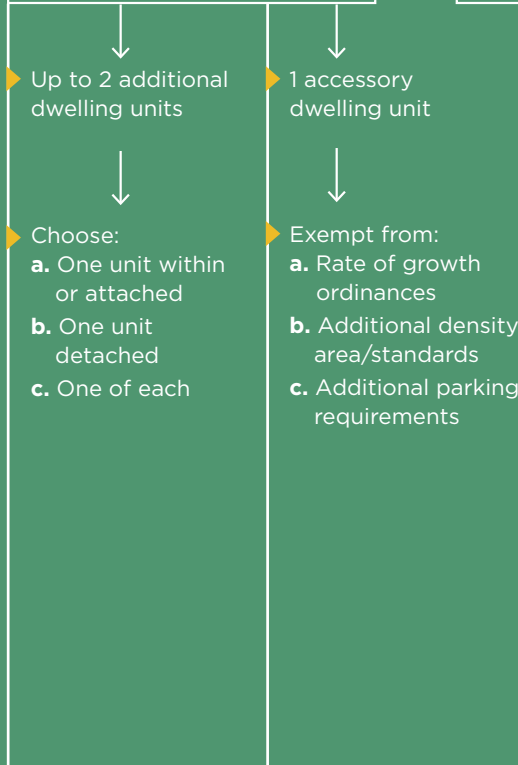 Up to 2 additional
dwelling units
Choose:
a. One unit within
or attached
b. One unit
detached
c. One of each
1 accessory
dwelling unit
Exempt from:
a. Rate of growth
ordinances
b. Additional density
area/standards
c. Additional parking
requirements